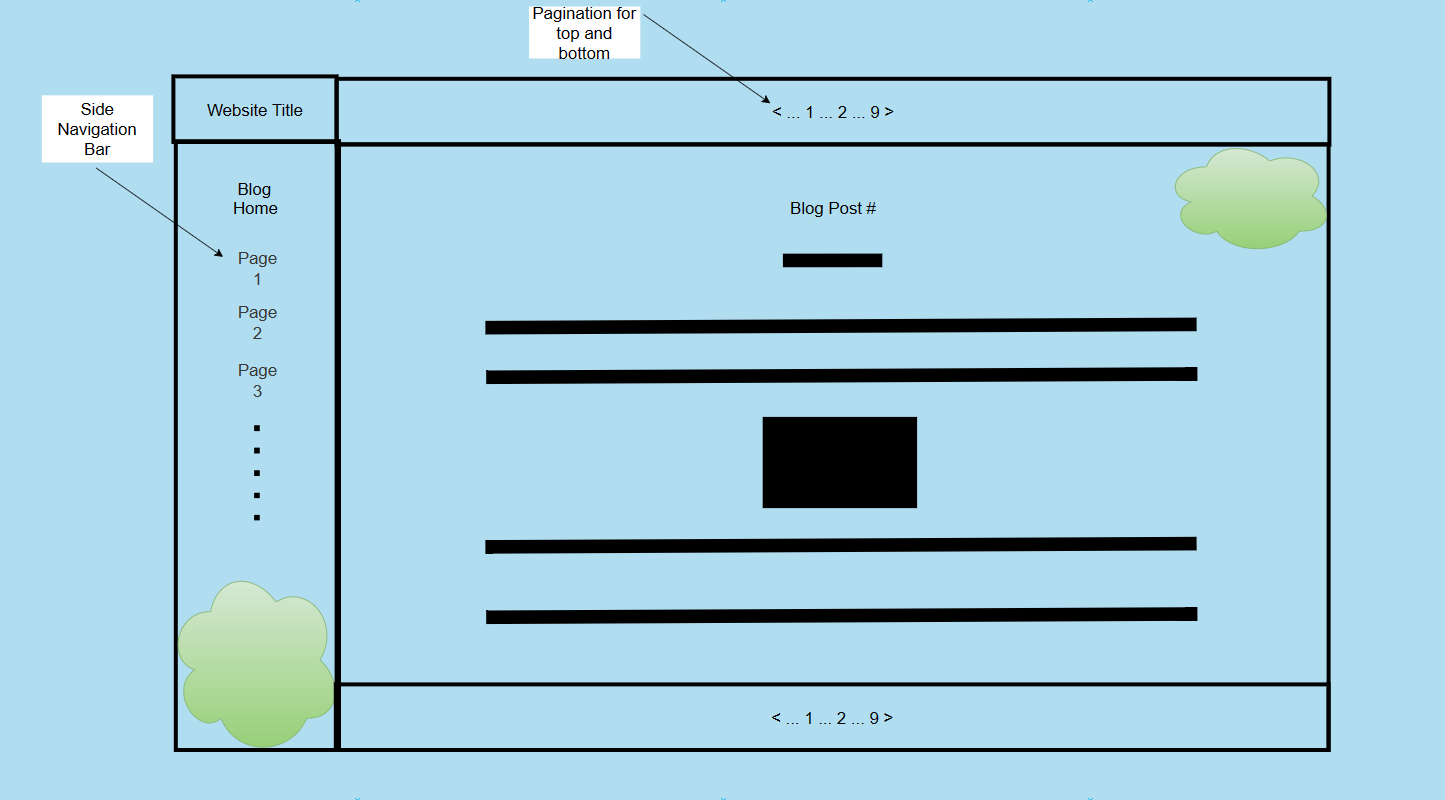 Pagination for
top and
bottom
Side
Navigation
Bar
Website Title
< ... 1 ... 2 ... 9 >
Blog
Home
Page
1
Page
2
Page
3
Blog Post #
< ... 1 ... 2 ... 9 >